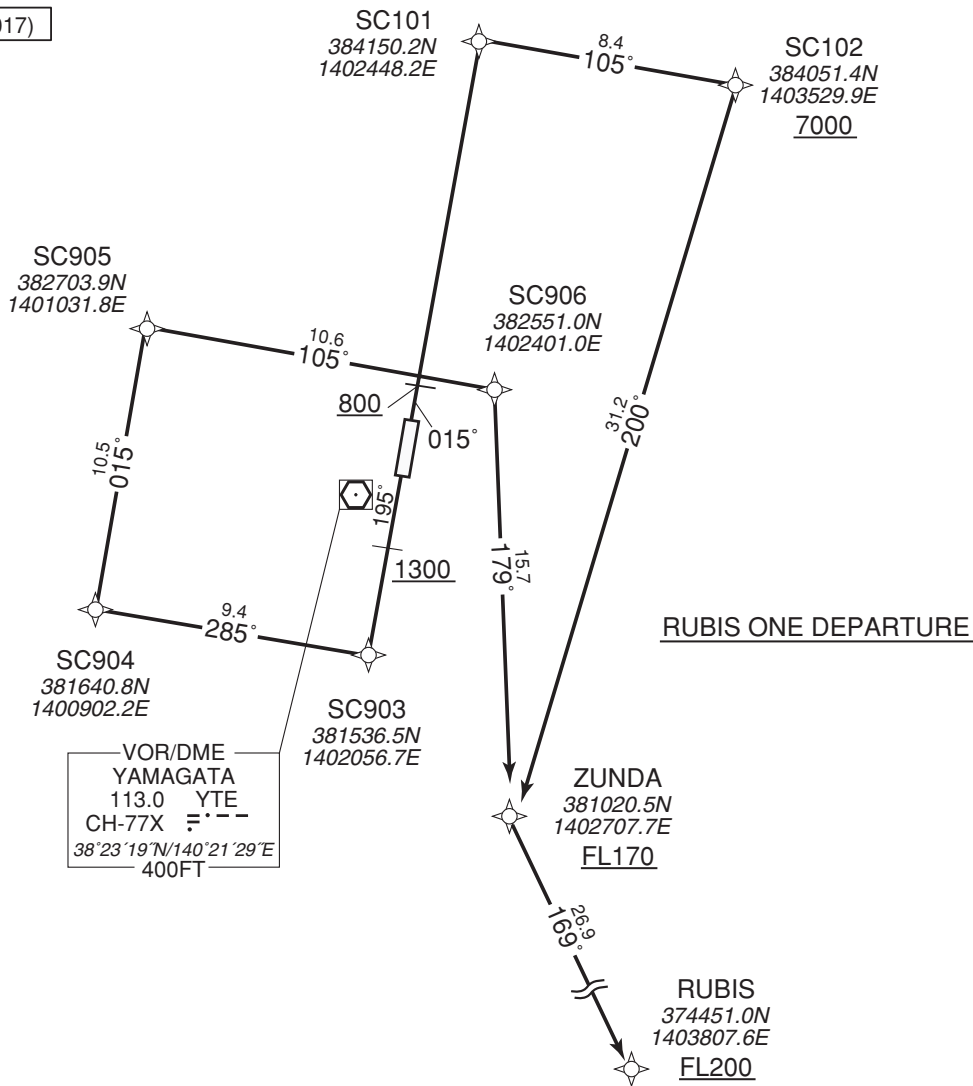 017)
SC101
384150.2N
1402448.2E
8.4
105°
SC102
384051.4N
1403529.9E
7000
SC905
382703.9N
1401031.8E
10.6
105°
SC906
382551.0N
1402401.0E
800
015°
31.2
200°
10.5
015°
195°
1300
15.7
179°
9.4
285°
RUBIS ONE DEPARTURE
SC904
381640.8N
1400902.2E
SC903
381536.5N
1402056.7E
VOR/DME
YAMAGATA
113.0 YTE
CH-77X
38°23´19˝N/140°21´29˝E
400FT
ZUNDA
381020.5N
1402707.7E
FL170
26.9
169°
RUBIS
374451.0N
1403807.6E
FL200